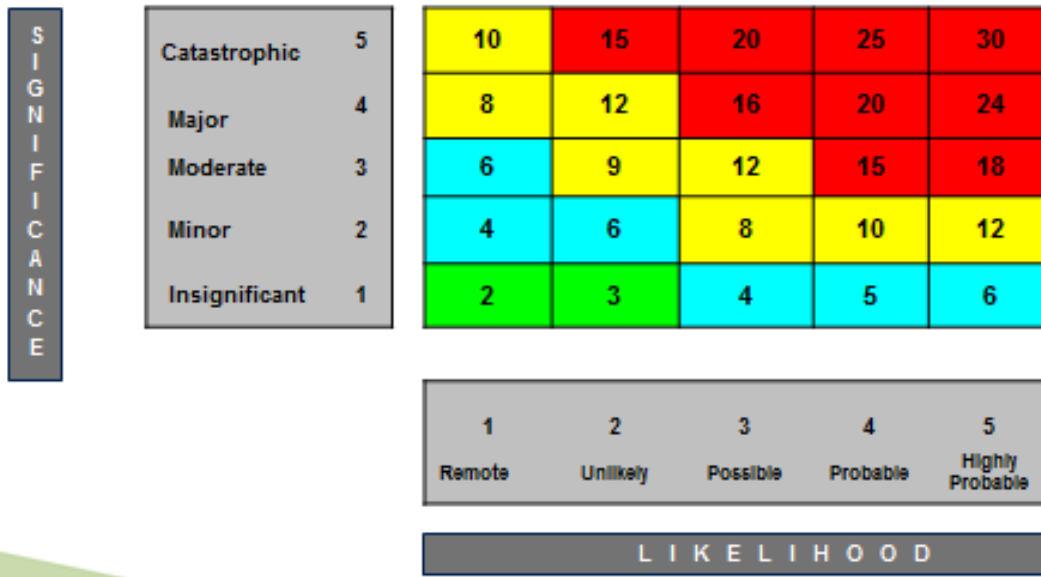 SIGNIFICANCE
Catastrophic 5 10 15 20 25 30
Major 4 8 12 16 20 24
Moderate 3 6 9 12 15 18
Minor 2 4 6 8 10 12
Insignificant 1 2 3 4 5 6
1 2 3 4 5
Remote Unlikely Possible Probable Highly Probable
LIKELIHOOD